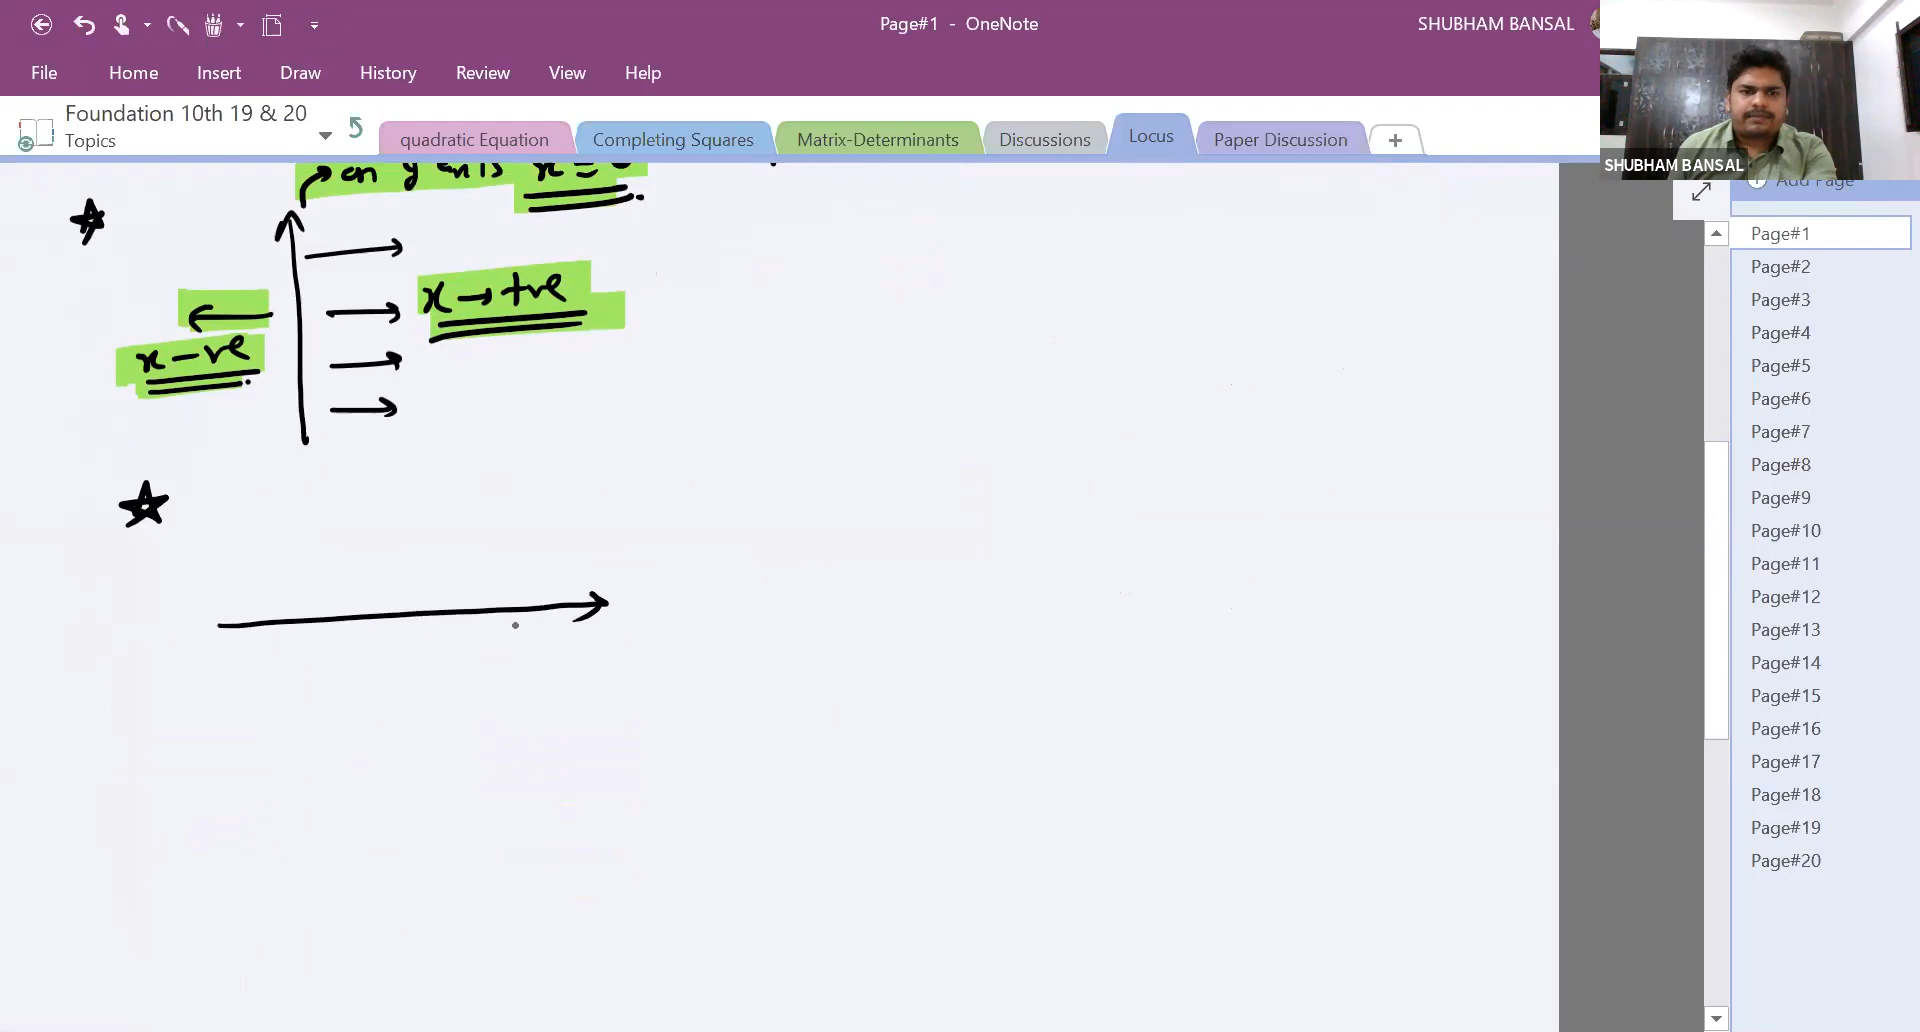 Page#1 - OneNote
SHUBHAM BANSAL
File Home Insert Draw History Review View Help
Foundation 10th 19 & 20
Topics
quadratic Equation
Completing Squares
Matrix-Determinants
Discussions
Locus
Paper Discussion
+
SHUBHAM BANSAL
Add Page
on y
x → +ve
x -ve
Page#1
Page#2
Page#3
Page#4
Page#5
Page#6
Page#7
Page#8
Page#9
Page#10
Page#11
Page#12
Page#13
Page#14
Page#15
Page#16
Page#17
Page#18
Page#19
Page#20